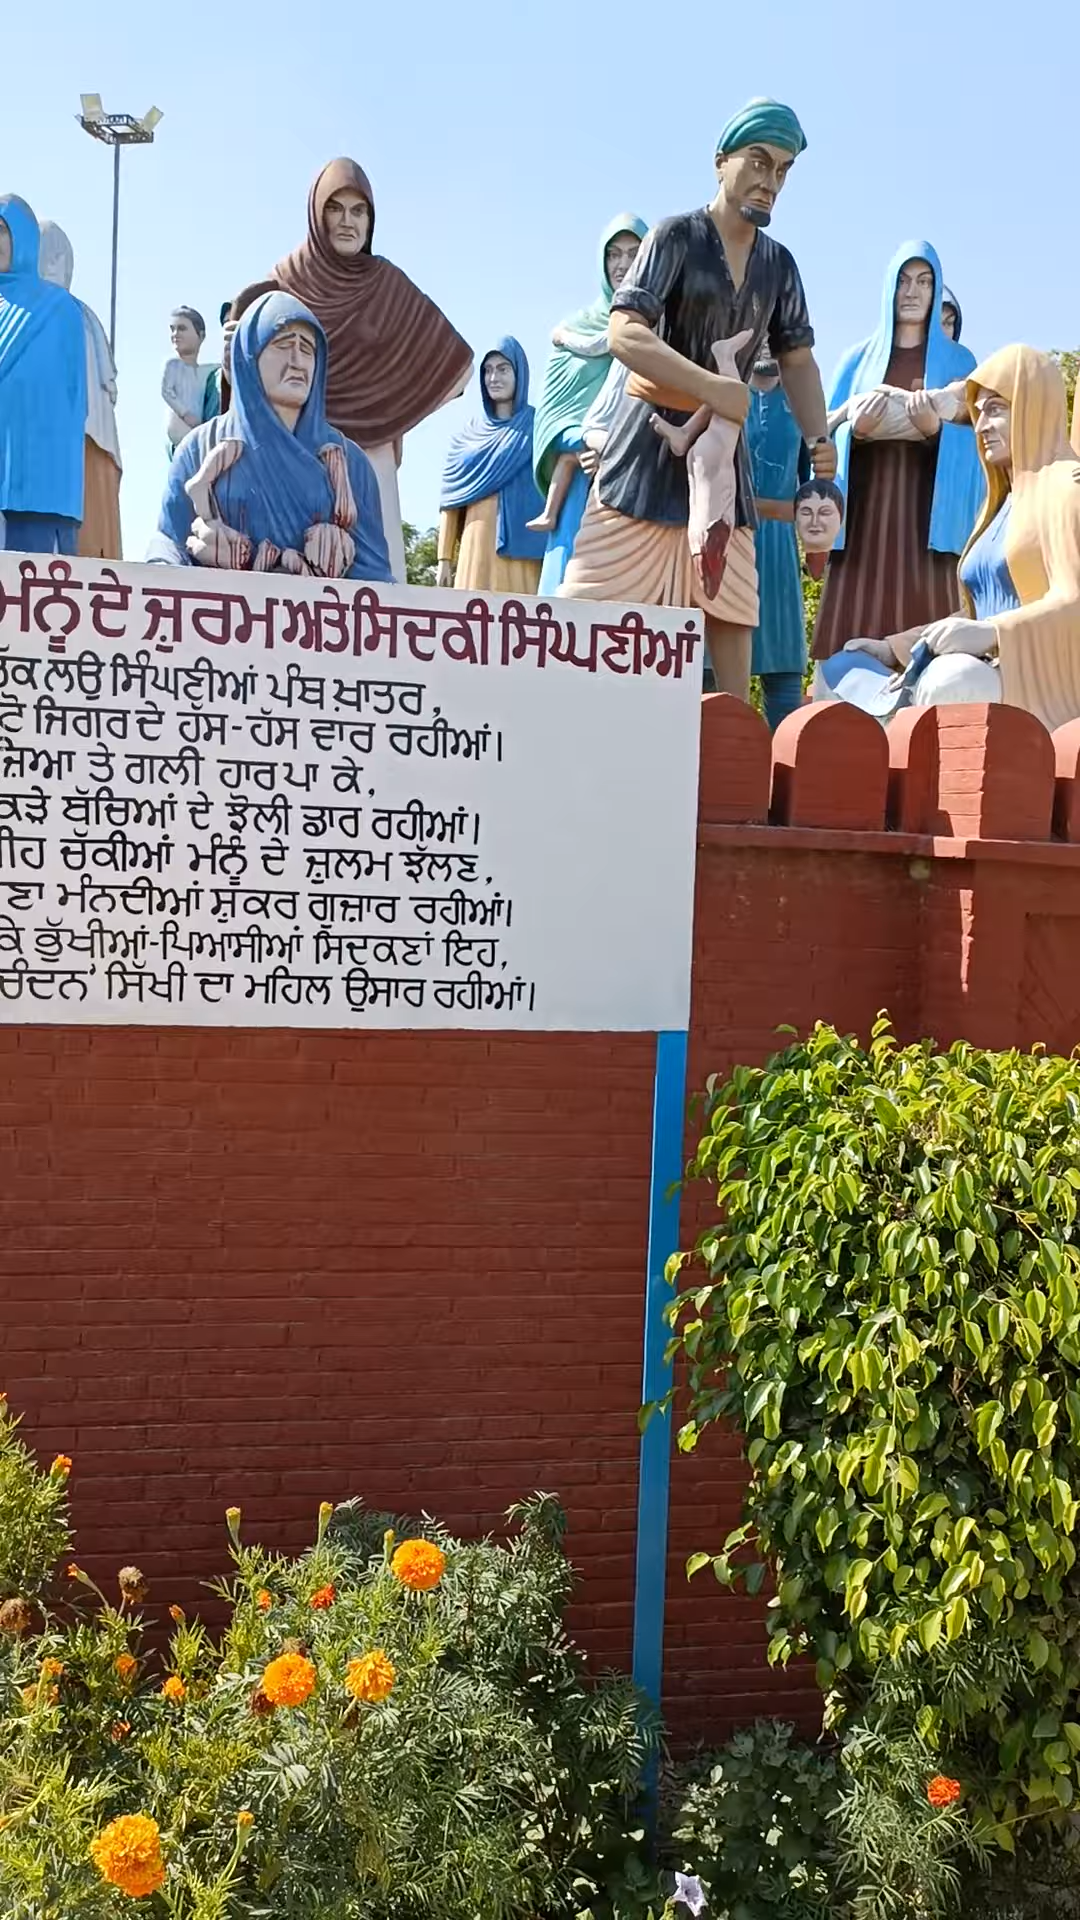 ਮੰਨੂੰ ਦੇ ਜ਼ੁਰਮ ਅਤੇ ਸਿਦਕੀ ਸਿੰਘਣੀਆਂ
ਲਉ ਸਿੰਘਣੀਆਂ ਪੰਥ ਖ਼ਾਤਰ,
ਜਿਗਰ ਦੇ ਹੱਸ-ਹੱਸ ਵਾਰ ਰਹੀਆਂ।
ਤੇ ਗਲੀ ਹਾਰ ਪਾ ਕੇ,
ਬੱਚਿਆਂ ਦੇ ਝੋਲੀ ਡਾਰ ਰਹੀਆਂ।
ਚੱਕੀਆਂ ਮੰਨੂੰ ਦੇ ਜ਼ੁਲਮ ਝੱਲਣ,
ਮੰਨਦੀਆਂ ਸ਼ੁਕਰ ਗੁਜ਼ਾਰ ਰਹੀਆਂ।
ਕੇ ਭੁੱਖੀਆਂ-ਪਿਆਸੀਆਂ ਸਿਦਕਣਾਂ ਇਹ,
ਚੰਦਨ' ਸਿੱਖੀ ਦਾ ਮਹਿਲ ਉਸਾਰ ਰਹੀਆਂ।